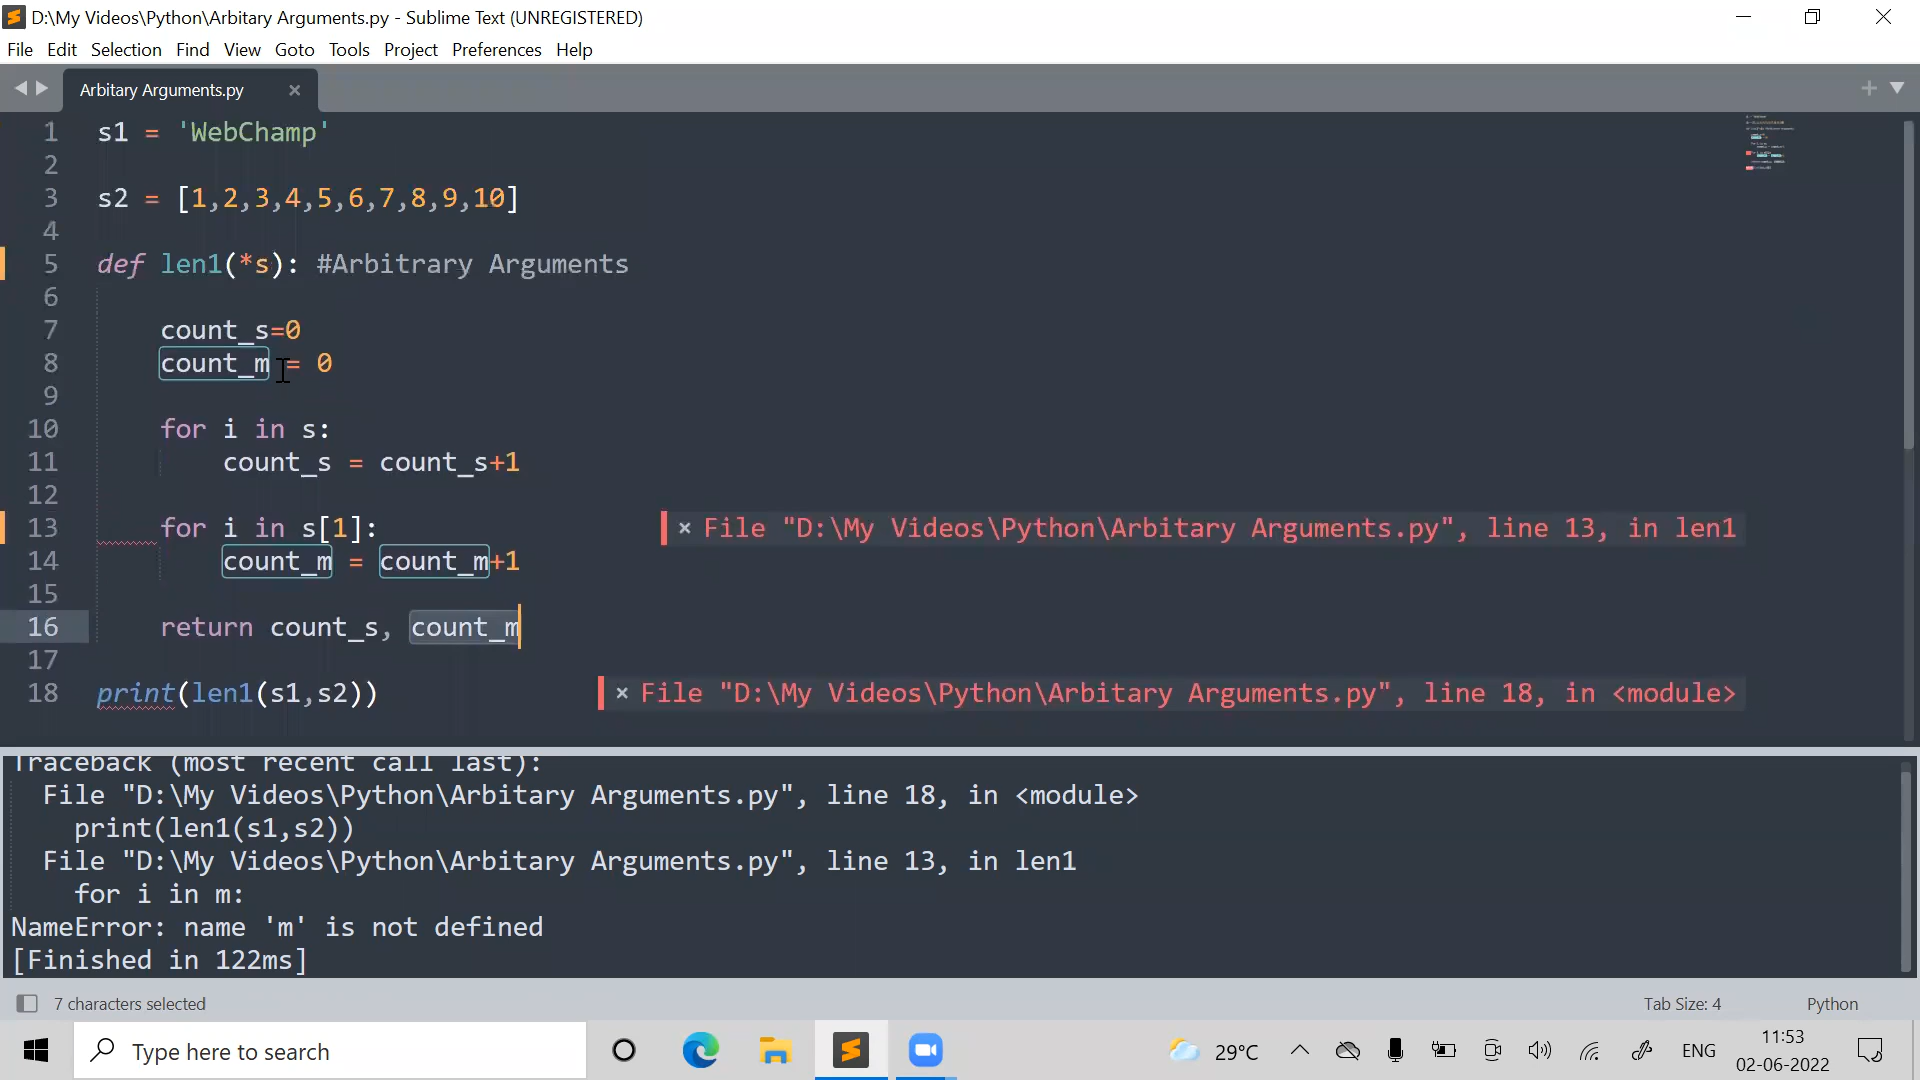 D:\My Videos\Python\Arbitary Arguments.py - Sublime Text (UNREGISTERED)
File Edit Selection Find View Goto Tools Project Preferences Help
Arbitary Arguments.py
1 s1 = 'WebChamp'
2
3 s2 = [1,2,3,4,5,6,7,8,9,10]
4
5 def len1(*s): #Arbitrary Arguments
6
7 count_s=0
8 count_m = 0
9
10 for i in s:
11 count_s = count_s+1
12
13 for i in s[1]: × File "D:\My Videos\Python\Arbitary Arguments.py", line 13, in len1
14 count_m = count_m+1
15
16 return count_s, count_m
17
18 print(len1(s1,s2)) × File "D:\My Videos\Python\Arbitary Arguments.py", line 18, in <module>
Traceback (most recent call last):
File "D:\My Videos\Python\Arbitary Arguments.py", line 18, in <module>
print(len1(s1,s2))
File "D:\My Videos\Python\Arbitary Arguments.py", line 13, in len1
for i in m:
NameError: name 'm' is not defined
[Finished in 122ms]
7 characters selected Tab Size: 4 Python
Type here to search 29°C ENG 11:53
02-06-2022